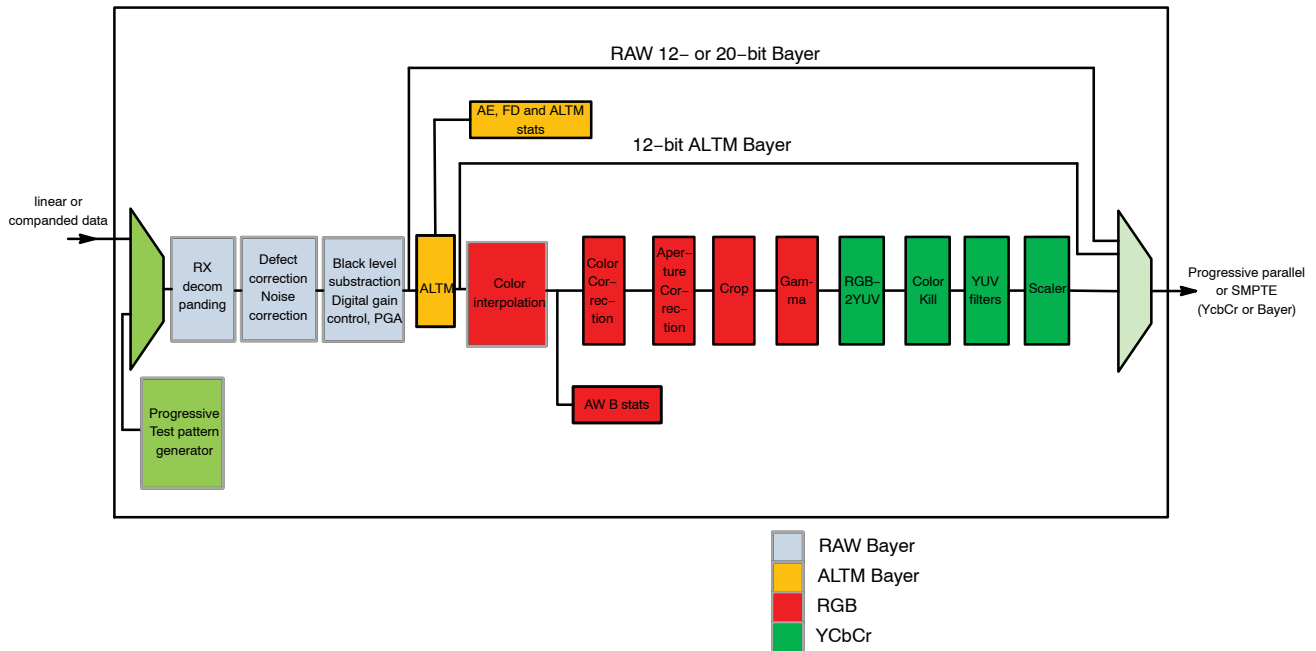 RAW 12− or 20−bit Bayer
AE, FD and ALTM
stats
12−bit ALTM Bayer
linear or
companded data
RX
decom
panding
Defect
correction
Noise
correction
Black level
substraction
Digital gain
control, PGA
ALTM
Color
interpolation
Color
Cor−
rec−
tion
Aper−
ture
Cor−
rec−
tion
Crop
Gam−
ma
RGB−
2YUV
Color
Kill
YUV
filters
Scaler
Progressive parallel
or SMPTE
(YcbCr or Bayer)
AW B stats
Progressive
Test pattern
generator
RAW Bayer
ALTM Bayer
RGB
YCbCr